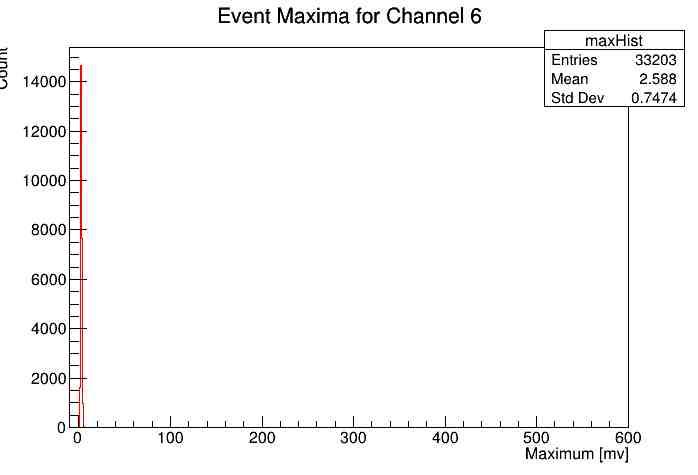 Event Maxima for Channel 6
maxHist
Entries 33203
Mean 2.588
Std Dev 0.7474
Count
14000
12000
10000
8000
6000
4000
2000
0
0 100 200 300 400 500 600
Maximum [mv]